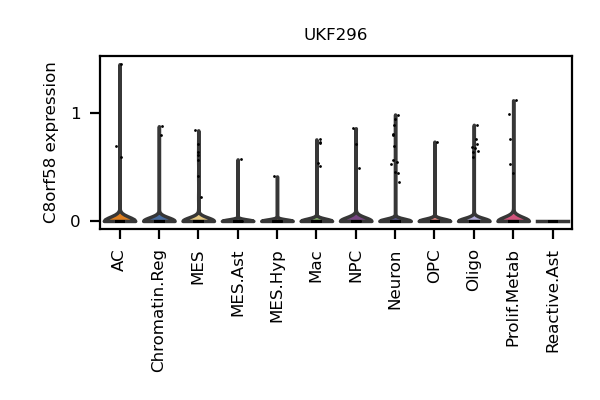 UKF296
C8orf58 expression
1
0
AC
Chromatin.Reg
MES
MES.Ast
MES.Hyp
Mac
NPC
Neuron
OPC
Oligo
Prolif.Metab
Reactive.Ast